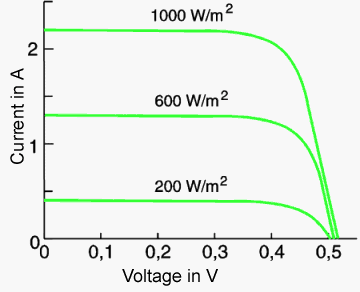 1000 W/m²
2
600 W/m²
1
200 W/m²
0
0 0,1 0,2 0,3 0,4 0,5
Current in A
Voltage in V